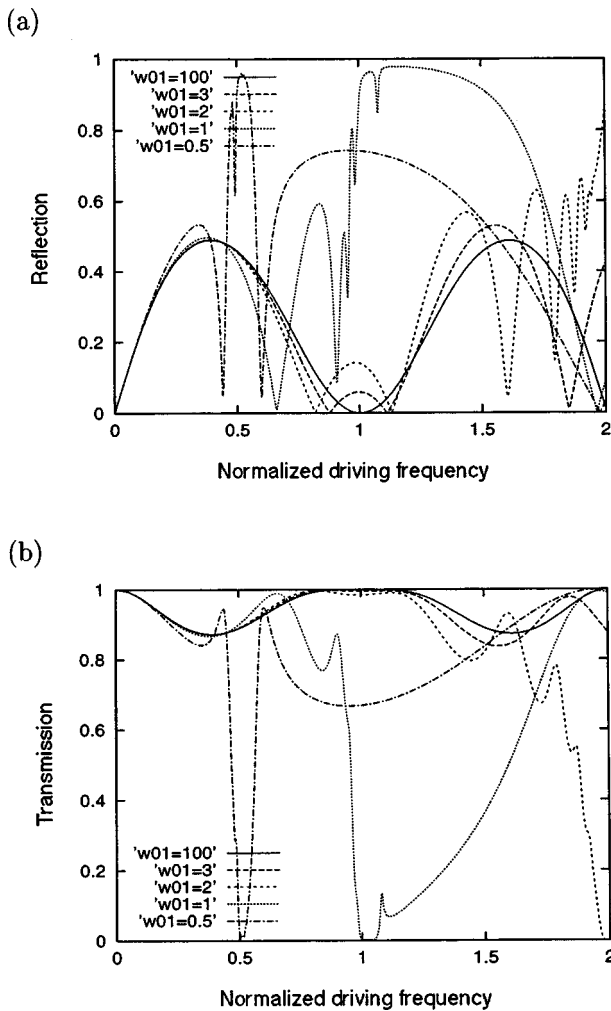 (a)
1
0.8
0.6
0.4
0.2
0
Reflection
'w01=100'
'w01=3'
'w01=2'
'w01=1'
'w01=0.5'
0 0.5 1 1.5 2
Normalized driving frequency
(b)
1
0.8
0.6
0.4
0.2
0
Transmission
'w01=100'
'w01=3'
'w01=2'
'w01=1'
'w01=0.5'
0 0.5 1 1.5 2
Normalized driving frequency